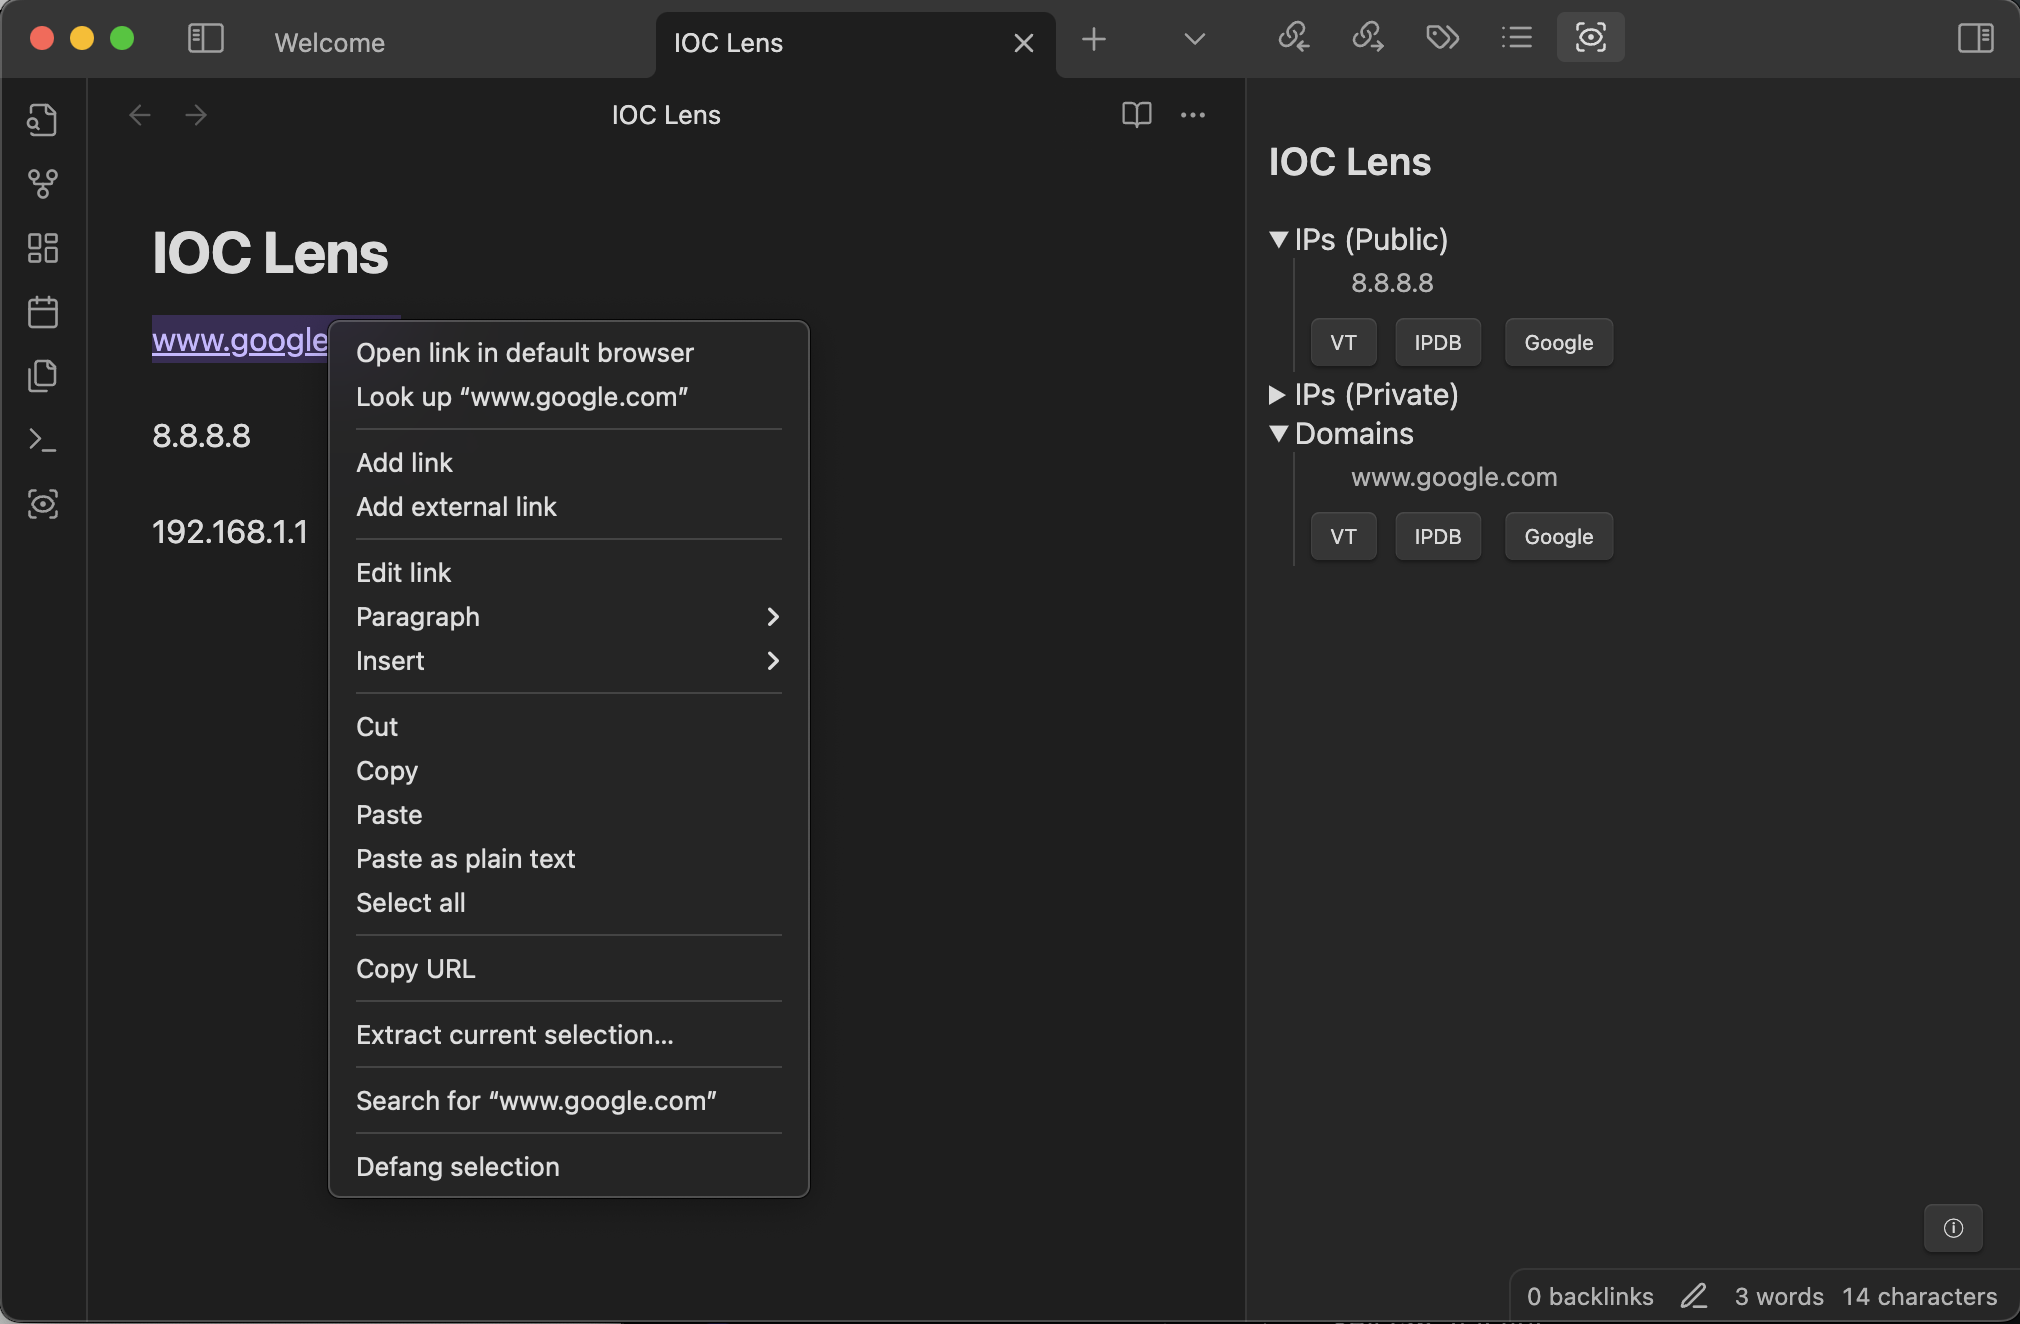 Welcome
IOC Lens
IOC Lens
IOC Lens
www.google
8.8.8.8
192.168.1.1
Open link in default browser
Look up “www.google.com”
Add link
Add external link
Edit link
Paragraph
Insert
Cut
Copy
Paste
Paste as plain text
Select all
Copy URL
Extract current selection...
Search for “www.google.com”
Defang selection
IOC Lens
IPs (Public)
8.8.8.8
VT IPDB Google
IPs (Private)
Domains
www.google.com
VT IPDB Google
0 backlinks 3 words 14 characters